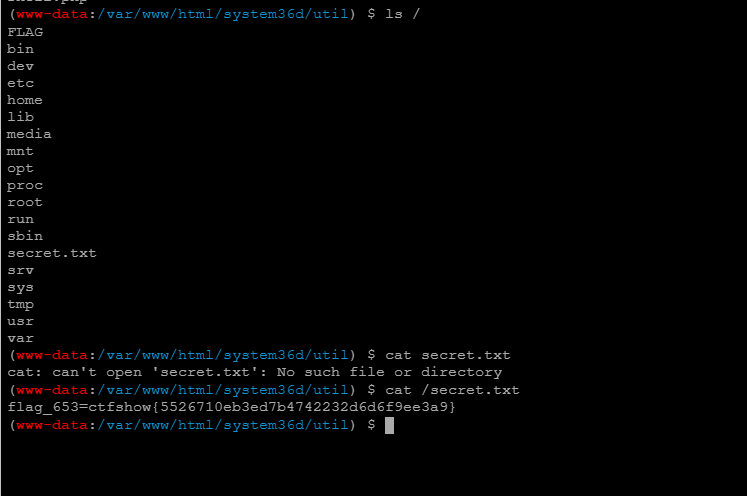 (www-data:/var/www/html/system36d/util) $ ls /
FLAG
bin
dev
etc
home
lib
media
mnt
opt
proc
root
run
sbin
secret.txt
srv
sys
tmp
usr
var
(www-data:/var/www/html/system36d/util) $ cat secret.txt
cat: can't open 'secret.txt': No such file or directory
(www-data:/var/www/html/system36d/util) $ cat /secret.txt
flag_653=ctfshow{5526710eb3ed7b4742232d6d6f9ee3a9}
(www-data:/var/www/html/system36d/util) $